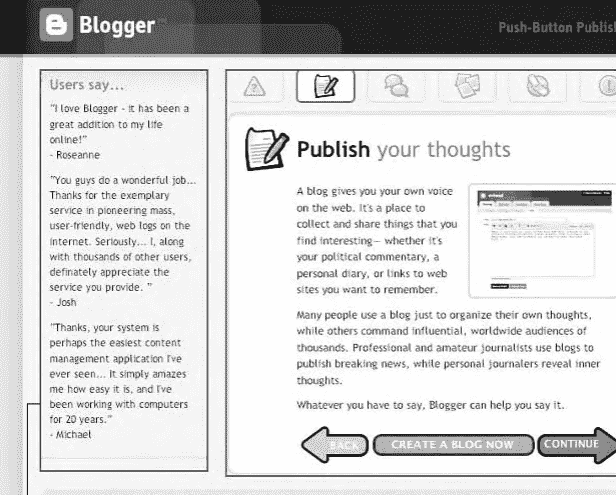 Blogger
Push-Button Publish
Users say...
"I love Blogger - it has been a
great addition to my life
online!"
- Roseanne
"You guys do a wonderful job...
Thanks for the exemplary
service in pioneering mass,
user-friendly, web logs on the
internet. Seriously... I, along
with thousands of other users,
definately appreciate the
service you provide. "
- Josh
"Thanks, your system is
perhaps the easiest content
management application I've
ever seen... It simply amazes
me how easy it is, and I've
been working with computers
for 20 years."
- Michael
Publish your thoughts
A blog gives you your own voice
on the web. It's a place to
collect and share things that you
find interesting— whether it's
your political commentary, a
personal diary, or links to web
sites you want to remember.
Many people use a blog just to organize their own thoughts,
while others command influential, worldwide audiences of
thousands. Professional and amateur journalists use blogs to
publish breaking news, while personal journalers reveal inner
thoughts.
Whatever you have to say, Blogger can help you say it.
BACK
CREATE A BLOG NOW
CONTINUE